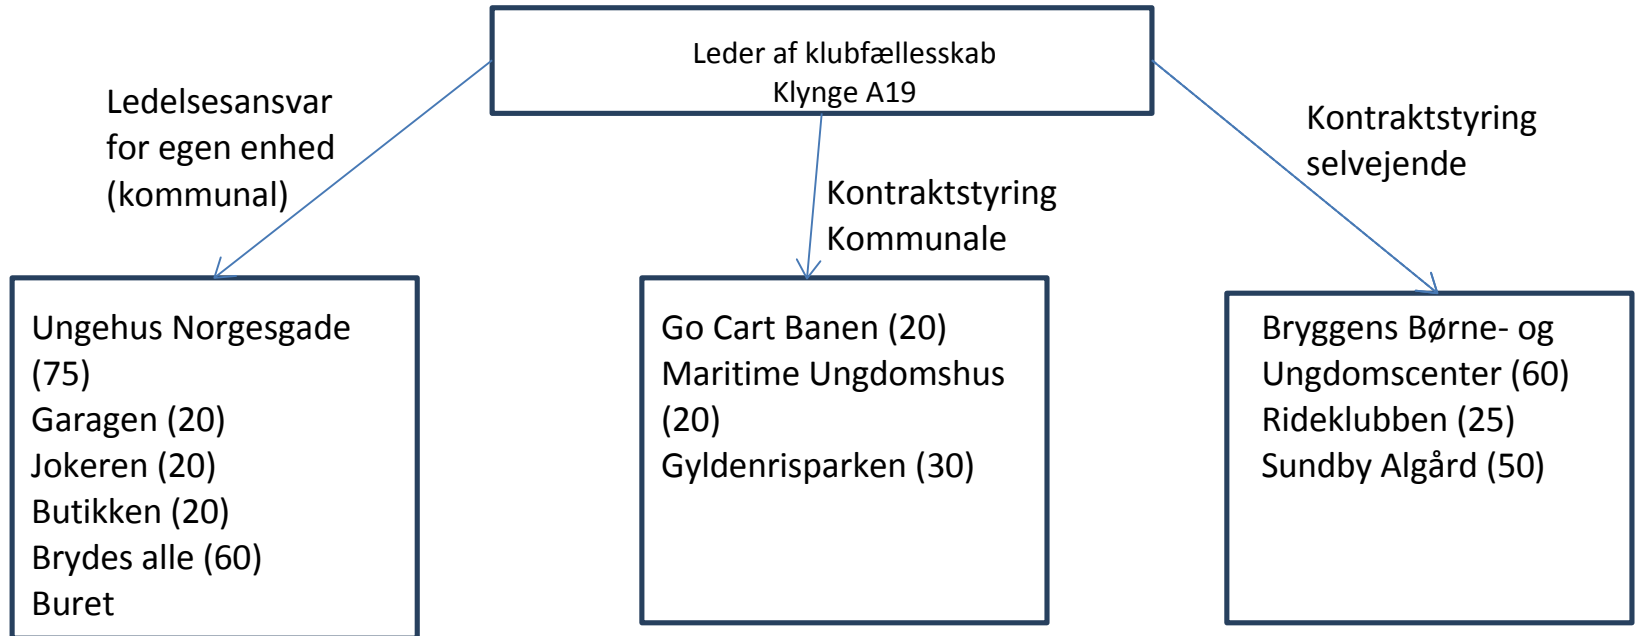 Leder af klubfællesskab
Klynge A19
Ledelsesansvar
for egen enhed
(kommunal)
Kontraktstyring
Kommunale
Kontraktstyring
selvejende
Ungehus Norgesgade
(75)
Garagen (20)
Jokeren (20)
Butikken (20)
Brydes alle (60)
Buret
Go Cart Banen (20)
Maritime Ungdomshus
(20)
Gyldenrisparken (30)
Bryggens Børne- og
Ungdomscenter (60)
Rideklubben (25)
Sundby Algård (50)